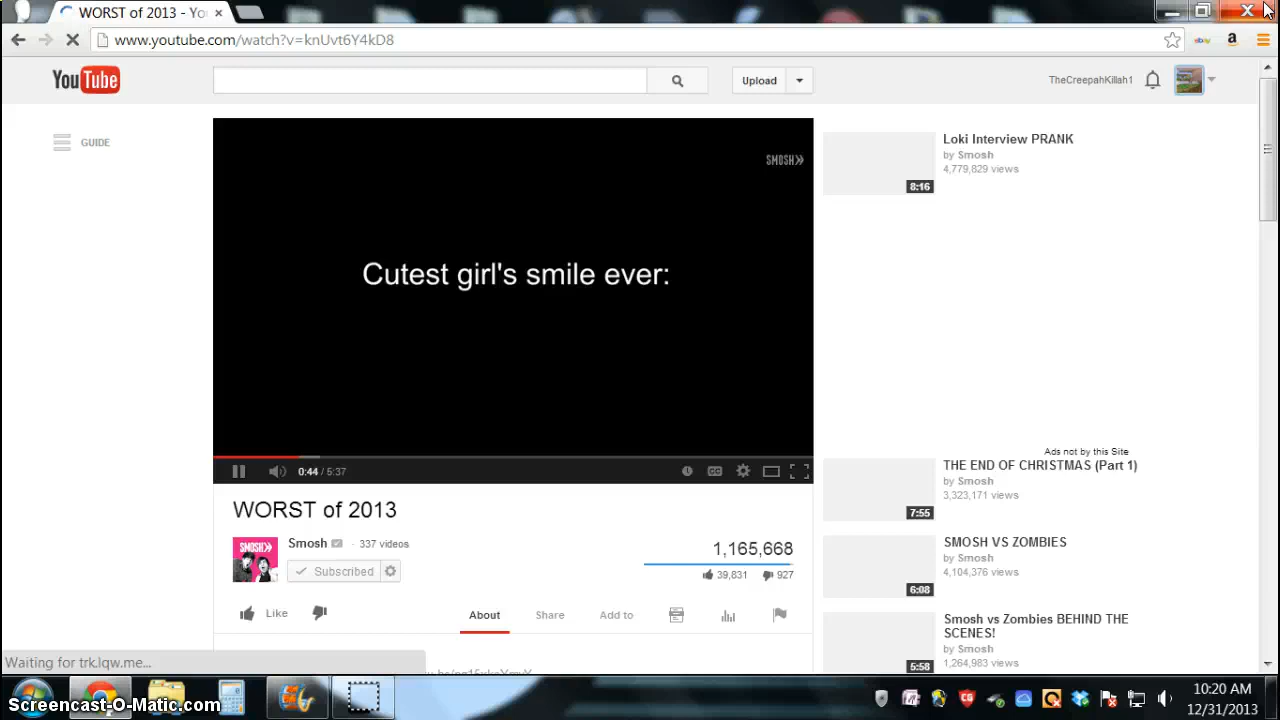 WORST of 2013 - Yo
www.youtube.com/watch?v=knUvt6Y4kD8
ebay
a
YouTube
Upload
TheCreepahKillah1
GUIDE
SMOSH
Cutest girl's smile ever:
0:44 / 5:37
CC
WORST of 2013
SMOSH
Smosh · 337 videos
Subscribed
1,165,668
39,831 927
Like
About Share Add to
Loki Interview PRANK
by Smosh
4,779,829 views
8:16
Ads not by this Site
THE END OF CHRISTMAS (Part 1)
by Smosh
3,323,171 views
7:55
SMOSH VS ZOMBIES
by Smosh
4,104,376 views
6:08
Smosh vs Zombies BEHIND THE
SCENES!
by Smosh
1,264,983 views
5:58
Waiting for trk.lqw.me...
Screencast-O-Matic.com
10:20 AM
12/31/2013